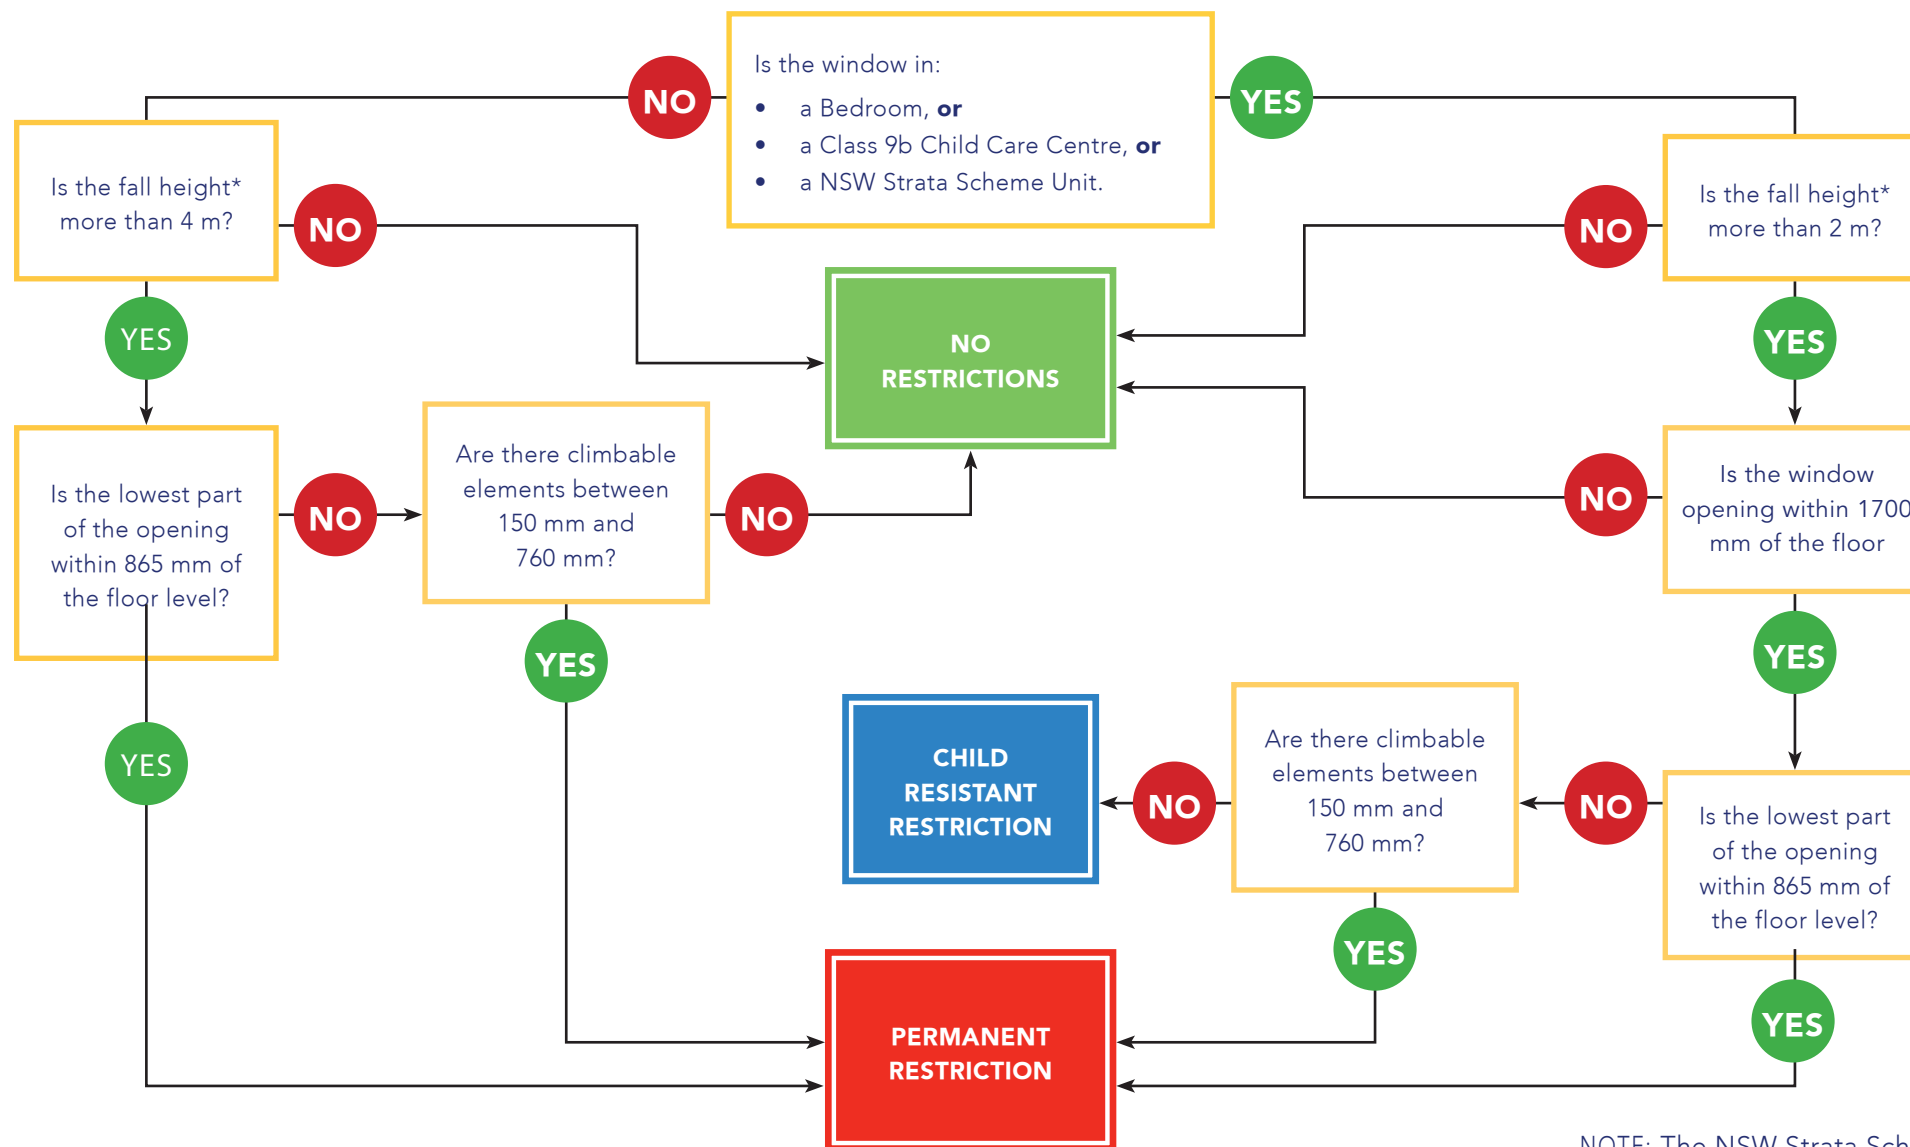 Is the window in:
• a Bedroom, or
• a Class 9b Child Care Centre, or
• a NSW Strata Scheme Unit.
NO
YES
Is the fall height*
more than 4 m?
NO
YES
Is the fall height*
more than 2 m?
NO
YES
NO
RESTRICTIONS
Is the lowest part
of the opening
within 865 mm of
the floor level?
NO
YES
Are there climbable
elements between
150 mm and
760 mm?
NO
YES
Is the window
opening within 1700
mm of the floor
NO
YES
Is the lowest part
of the opening
within 865 mm of
the floor level?
NO
YES
Are there climbable
elements between
150 mm and
760 mm?
NO
YES
CHILD
RESISTANT
RESTRICTION
PERMANENT
RESTRICTION
NOTE: The NSW Strata Sch